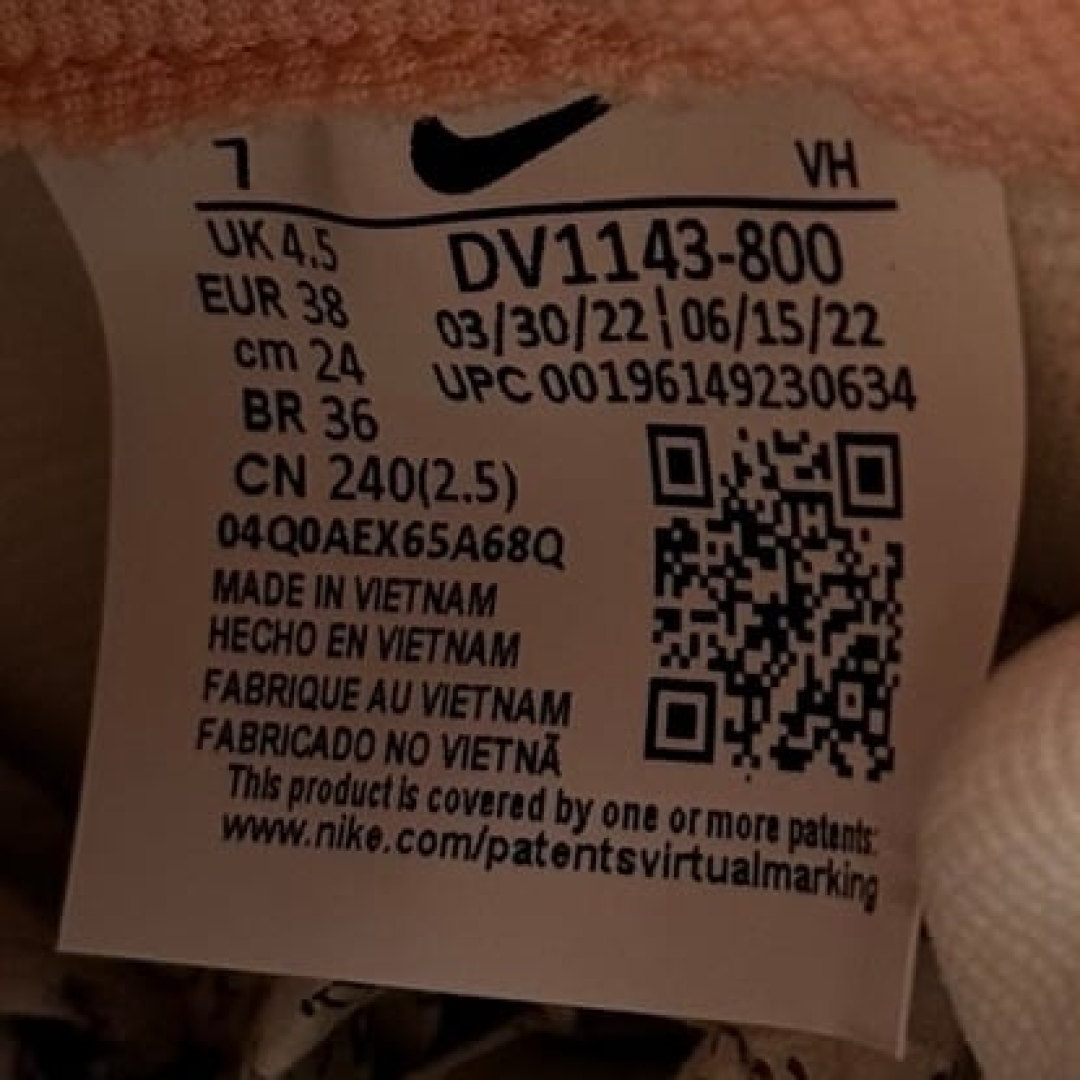 7 VH
UK 4.5
EUR 38
cm 24
BR 36
CN 240(2.5)
DV1143-800
03/30/22 | 06/15/22
UPC 00196149230634
04Q0AEX65A68Q
MADE IN VIETNAM
HECHO EN VIETNAM
FABRIQUE AU VIETNAM
FABRICADO NO VIETNÃ
This product is covered by one or more patents:
www.nike.com/patentsvirtualmarking